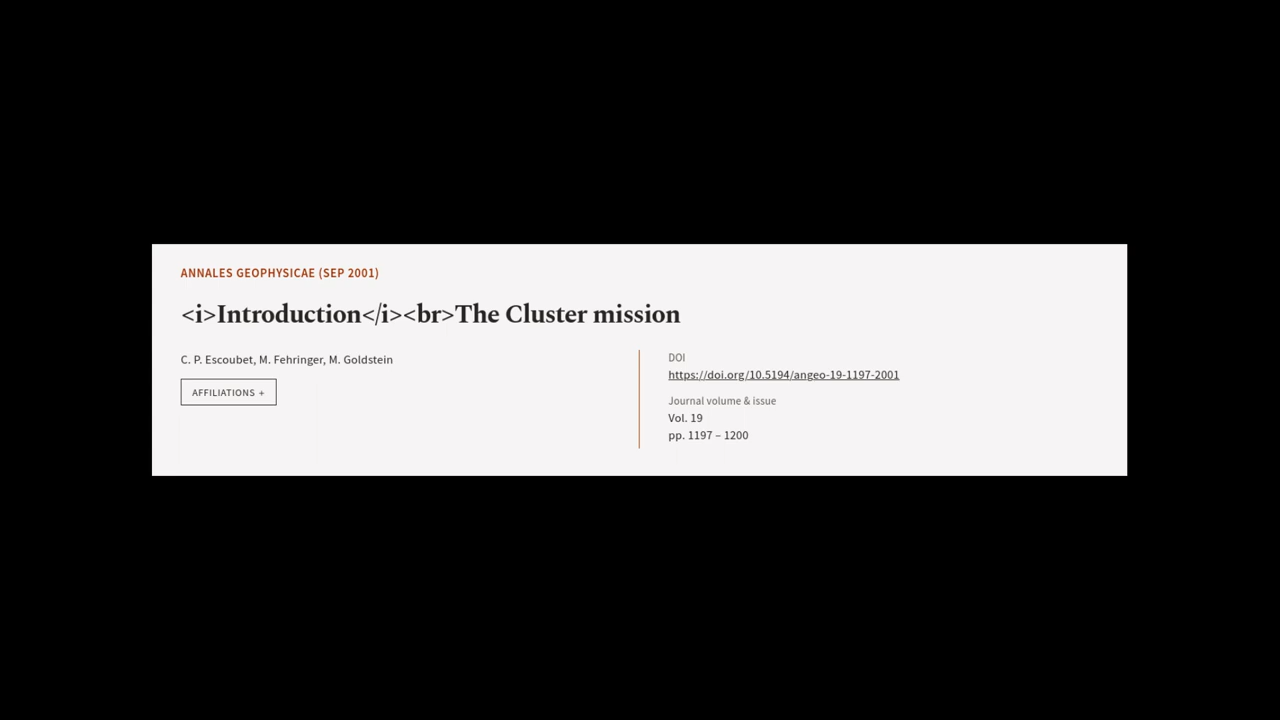 ANNALES GEOPHYSICAE (SEP 2001)
<i>Introduction</i><br>The Cluster mission
C. P. Escoubet, M. Fehringer, M. Goldstein
AFFILIATIONS +
DOI
https://doi.org/10.5194/angeo-19-1197-2001
Journal volume & issue
Vol. 19
pp. 1197 – 1200